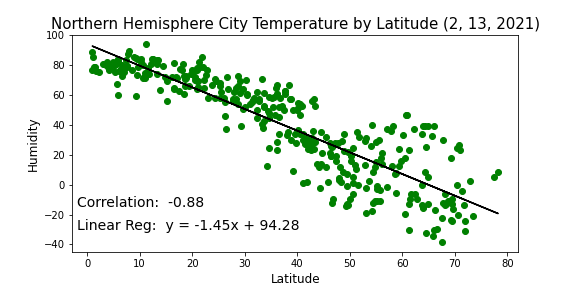 Northern Hemisphere City Temperature by Latitude (2, 13, 2021)
100
80
60
40
20
0
−20
−40
Humidity
Correlation:  -0.88
Linear Reg:  y = -1.45x + 94.28
0 10 20 30 40 50 60 70 80
Latitude